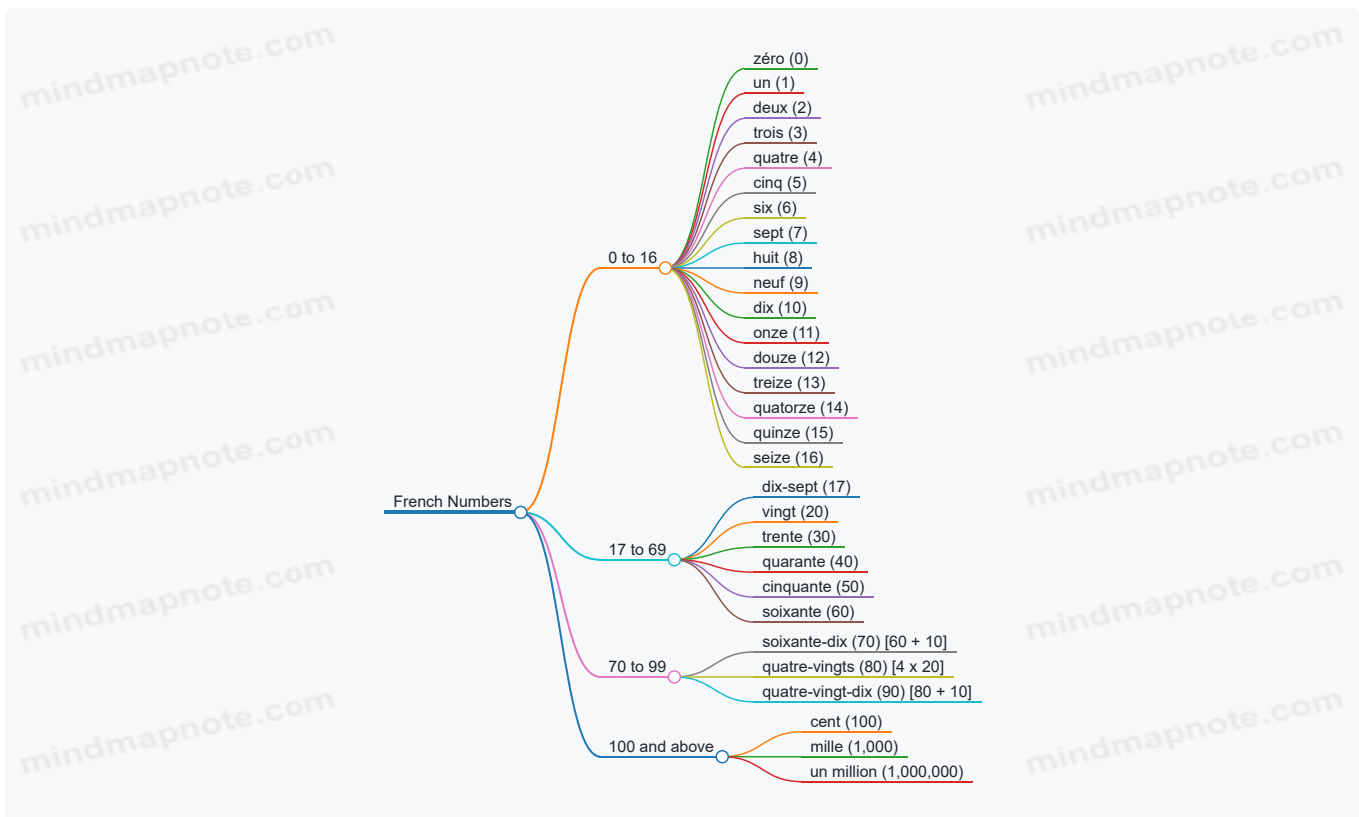 French Numbers
0 to 16
zéro (0)
un (1)
deux (2)
trois (3)
quatre (4)
cinq (5)
six (6)
sept (7)
huit (8)
neuf (9)
dix (10)
onze (11)
douze (12)
treize (13)
quatorze (14)
quinze (15)
seize (16)
17 to 69
dix-sept (17)
vingt (20)
trente (30)
quarante (40)
cinquante (50)
soixante (60)
70 to 99
soixante-dix (70) [60 + 10]
quatre-vingts (80) [4 x 20]
quatre-vingt-dix (90) [80 + 10]
100 and above
cent (100)
mille (1,000)
un million (1,000,000)
mindmapnote.com
mindmapnote.com
mindmapnote.com
mindmapnote.com
mindmapnote.com
mindmapnote.com
mindmapnote.com
mindmapnote.com
mindmapnote.com
mindmapnote.com
mindmapnote.com
mindmapnote.com